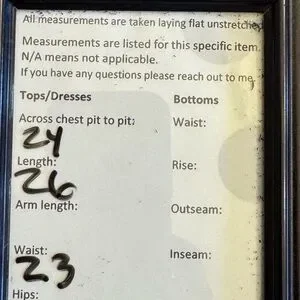 All measurements are taken laying flat unstretched
Measurements are listed for this specific item.
N/A means not applicable.
If you have any questions please reach out to me.
Tops/Dresses
Across chest pit to pit:
24
Length:
26
Arm length:
Waist:
23
Hips:
Bottoms
Waist:
Rise:
Outseam:
Inseam: